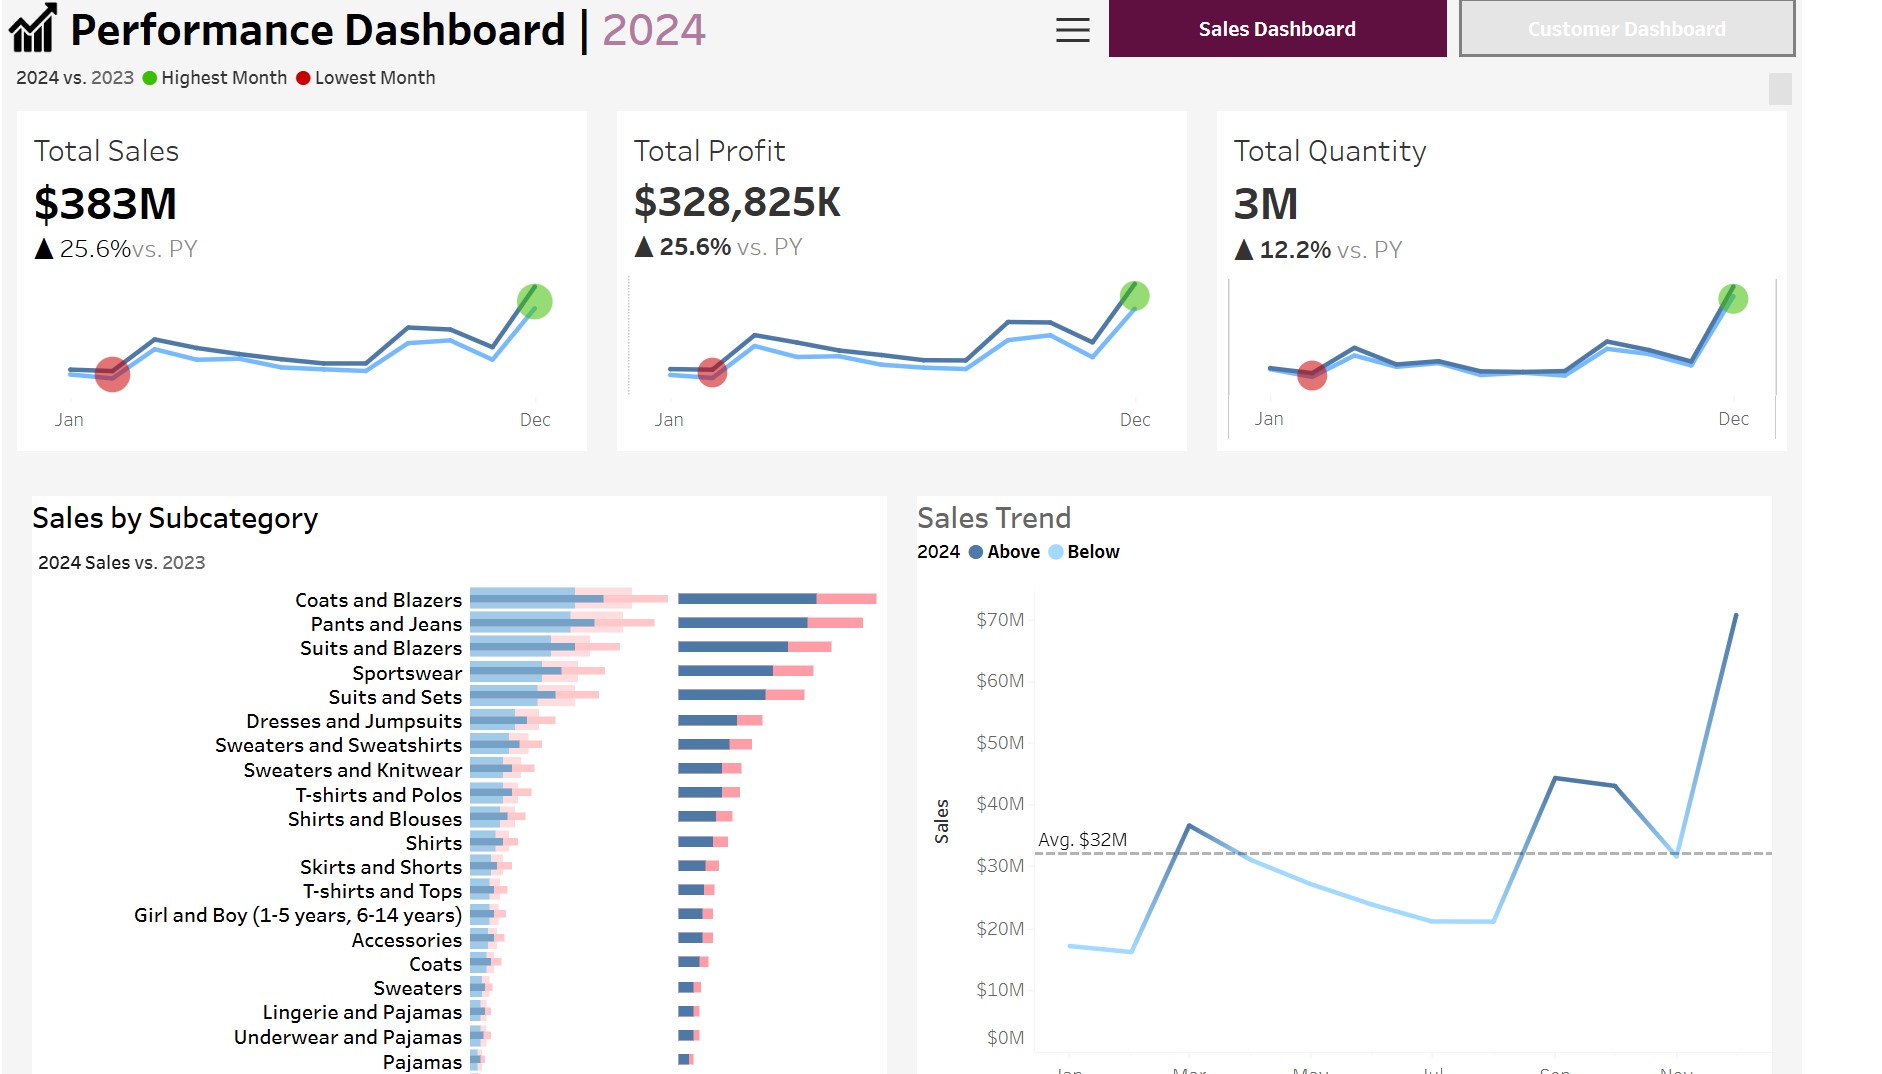 Performance Dashboard | 2024
Sales Dashboard
Customer Dashboard
2024 vs. 2023 Highest Month Lowest Month
Total Sales
$383M
▲ 25.6%vs. PY
Jan
Dec
Total Profit
$328,825K
▲ 25.6% vs. PY
Jan
Dec
Total Quantity
3M
▲ 12.2% vs. PY
Jan
Dec
Sales by Subcategory
2024 Sales vs. 2023
Coats and Blazers
Pants and Jeans
Suits and Blazers
Sportswear
Suits and Sets
Dresses and Jumpsuits
Sweaters and Sweatshirts
Sweaters and Knitwear
T-shirts and Polos
Shirts and Blouses
Shirts
Skirts and Shorts
T-shirts and Tops
Girl and Boy (1-5 years, 6-14 years)
Accessories
Coats
Sweaters
Lingerie and Pajamas
Underwear and Pajamas
Pajamas
Sales Trend
2024 Above Below
Sales
$70M
$60M
$50M
$40M
Avg. $32M
$30M
$20M
$10M
$0M
Jan
Mar
May
Jul
Sep
Nov